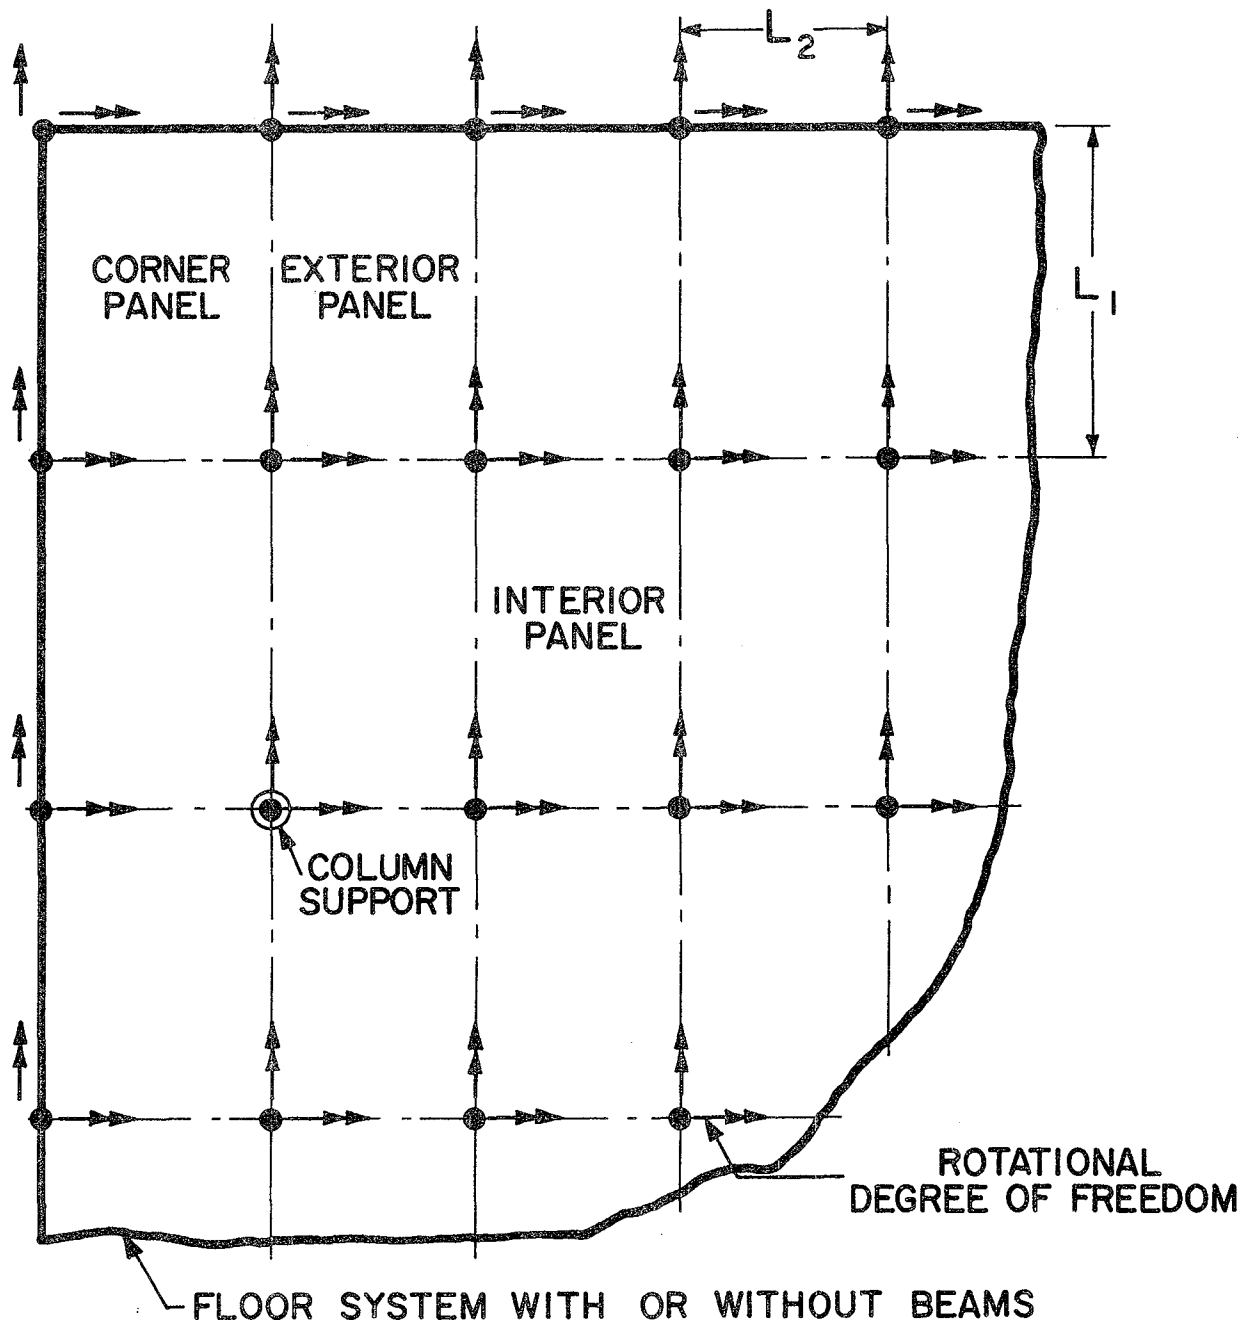 L2
CORNER
PANEL
EXTERIOR
PANEL
L1
INTERIOR
PANEL
COLUMN
SUPPORT
ROTATIONAL
DEGREE OF FREEDOM
FLOOR SYSTEM WITH OR WITHOUT BEAMS